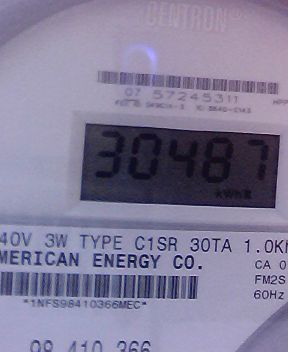 CENTRON®
07 57245311
30487
kWh
40V 3W TYPE C1SR 30TA 1.0K
MERICAN ENERGY CO.
CA 0
FM2S
60Hz
*1NFS98410366MEC*
98 410 366